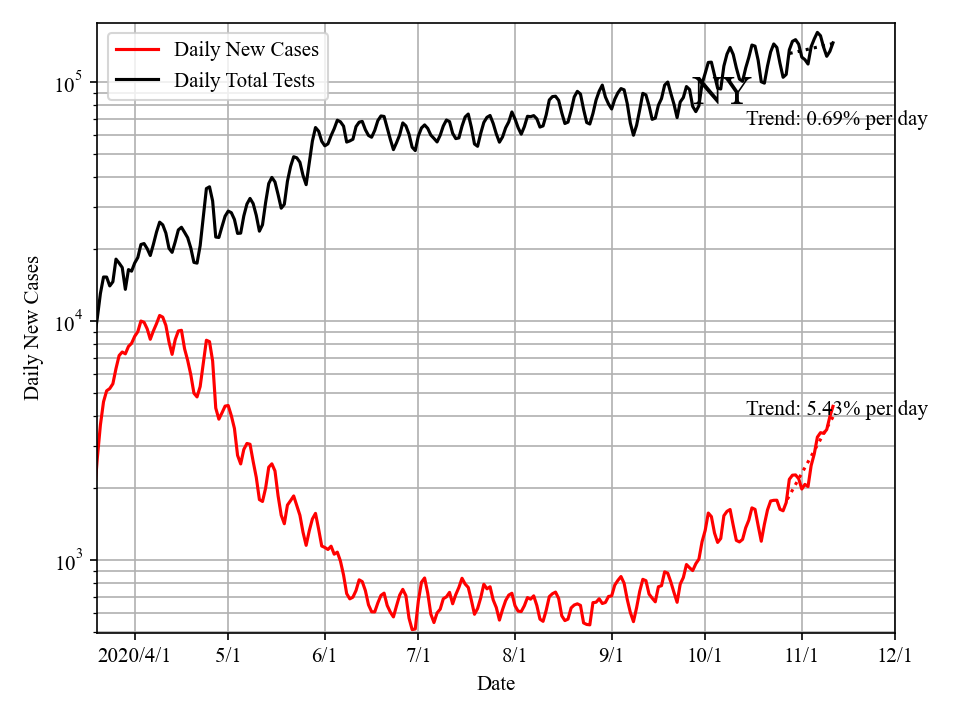 Daily New Cases
Daily Total Tests
NY
Trend: 0.69% per day
Trend: 5.43% per day
Daily New Cases
10^5
10^4
10^3
2020/4/1 5/1 6/1 7/1 8/1 9/1 10/1 11/1 12/1
Date